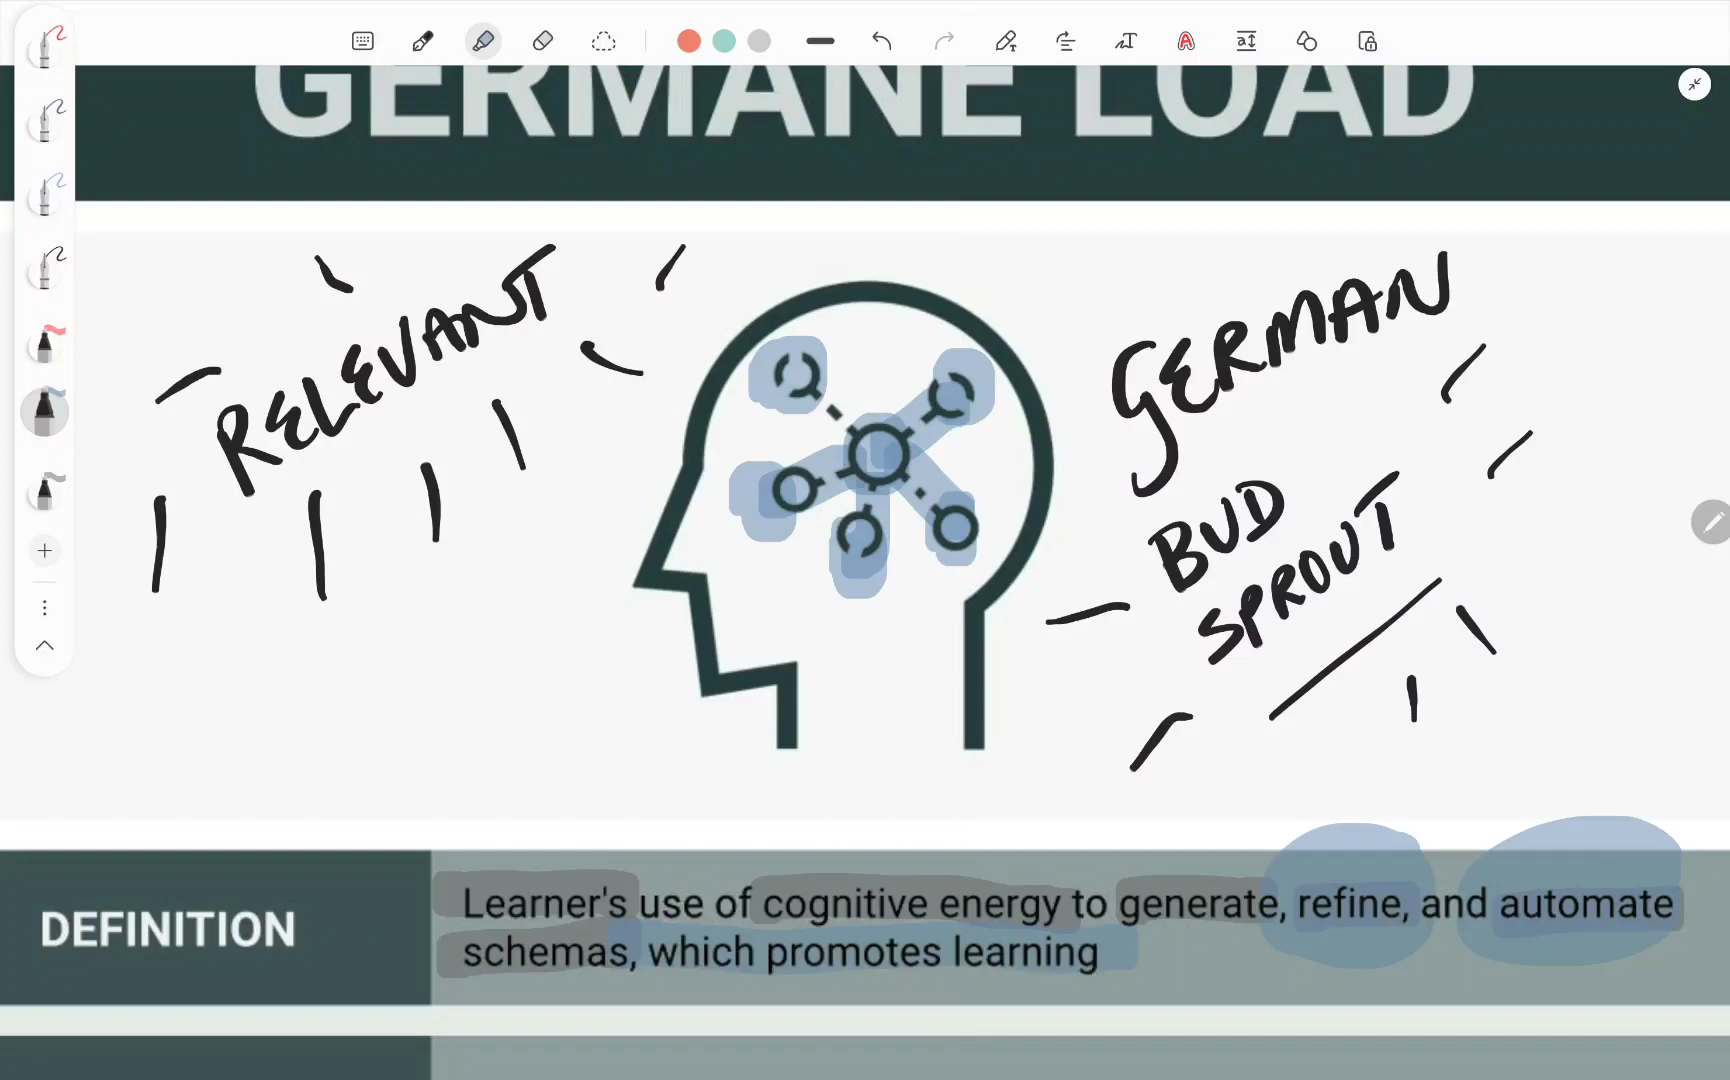 GERMANE LOAD
RELEVANT
GERMAN
BUD
SPROUT
DEFINITION
Learner's use of cognitive energy to generate, refine, and automate
schemas, which promotes learning